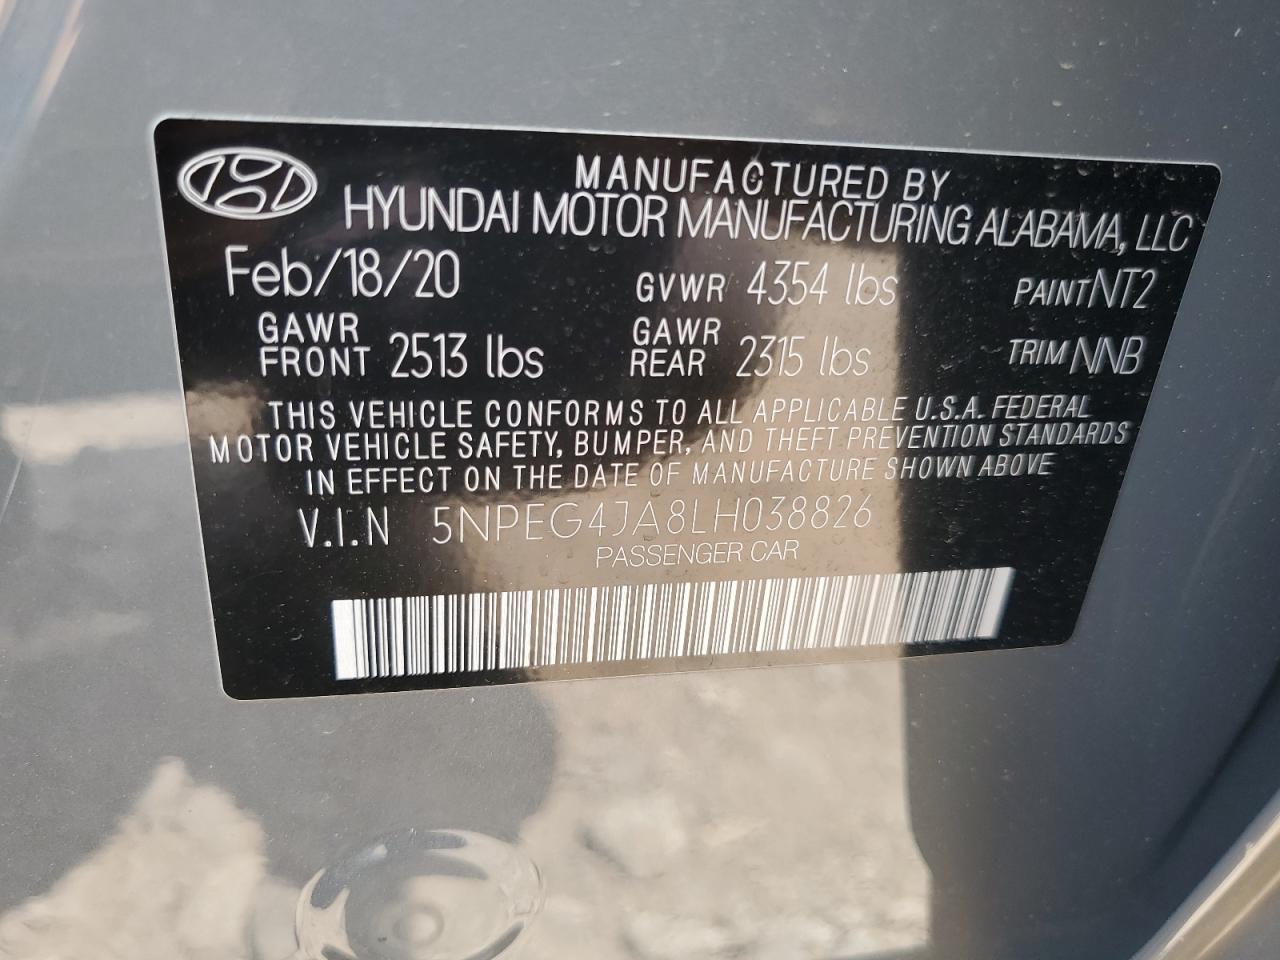 MANUFACTURED BY
HYUNDAI MOTOR MANUFACTURING ALABAMA, LLC
Feb/18/20 GVWR 4354 lbs PAINT NT2
GAWR FRONT 2513 lbs GAWR REAR 2315 lbs TRIM NNB
THIS VEHICLE CONFORMS TO ALL APPLICABLE U.S.A. FEDERAL
MOTOR VEHICLE SAFETY, BUMPER, AND THEFT PREVENTION STANDARDS
IN EFFECT ON THE DATE OF MANUFACTURE SHOWN ABOVE
V.I.N 5NPEG4JA8LH038826
PASSENGER CAR